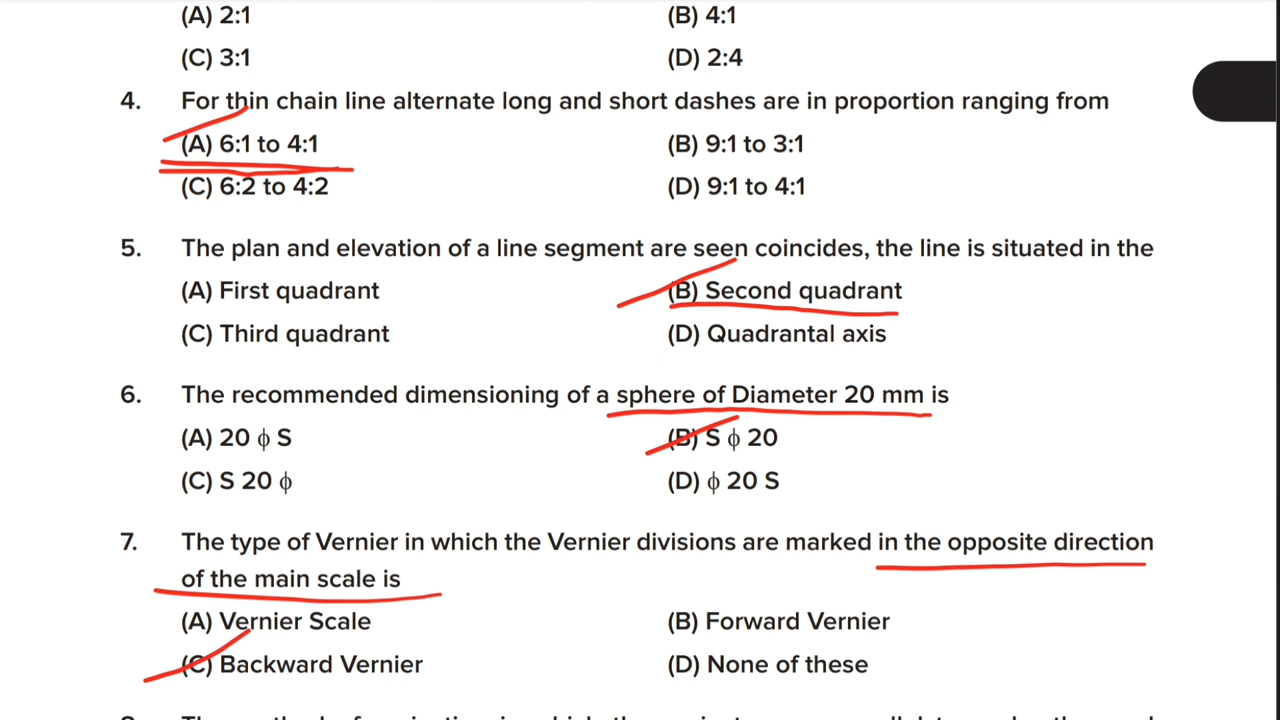 (A) 2:1 (B) 4:1
(C) 3:1 (D) 2:4
4. For thin chain line alternate long and short dashes are in proportion ranging from
(A) 6:1 to 4:1 (B) 9:1 to 3:1
(C) 6:2 to 4:2 (D) 9:1 to 4:1
5. The plan and elevation of a line segment are seen coincides, the line is situated in the
(A) First quadrant (B) Second quadrant
(C) Third quadrant (D) Quadrantal axis
6. The recommended dimensioning of a sphere of Diameter 20 mm is
(A) 20 ϕ S (B) S ϕ 20
(C) S 20 ϕ (D) ϕ 20 S
7. The type of Vernier in which the Vernier divisions are marked in the opposite direction
of the main scale is
(A) Vernier Scale (B) Forward Vernier
(C) Backward Vernier (D) None of these